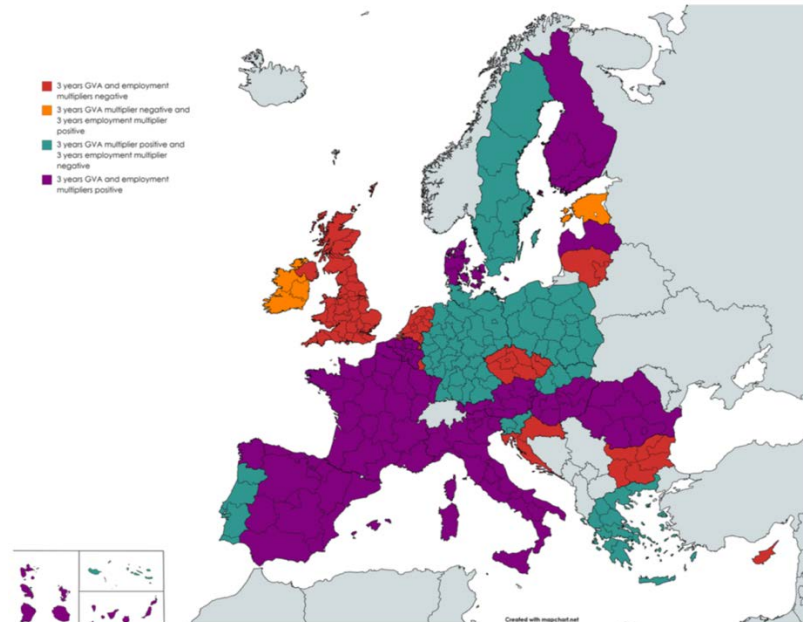 3 years GVA and employment
multipliers negative
3 years GVA multiplier negative and
3 years employment multiplier
positive
3 years GVA multiplier positive and
3 years employment multiplier
negative
3 years GVA and employment
multipliers positive
Created with mapchart.net